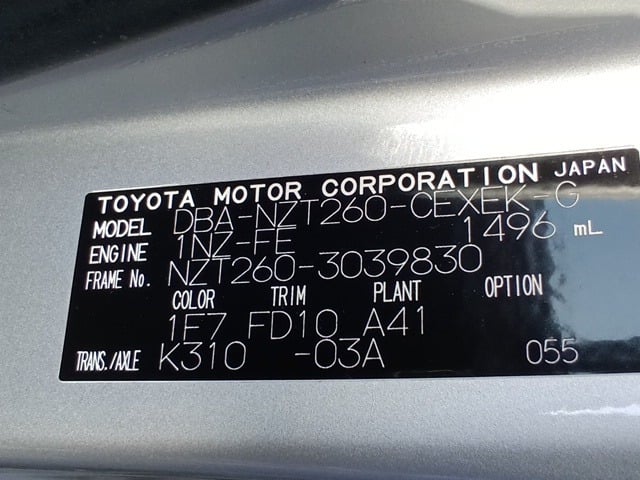 TOYOTA MOTOR CORPORATION JAPAN
MODEL DBA-NZT260-CEXEK-G
ENGINE 1NZ-FE 1496 mL
FRAME No. NZT260-3039830
COLOR TRIM PLANT OPTION
1F7 FD10 A41
TRANS./AXLE K310 -03A 055